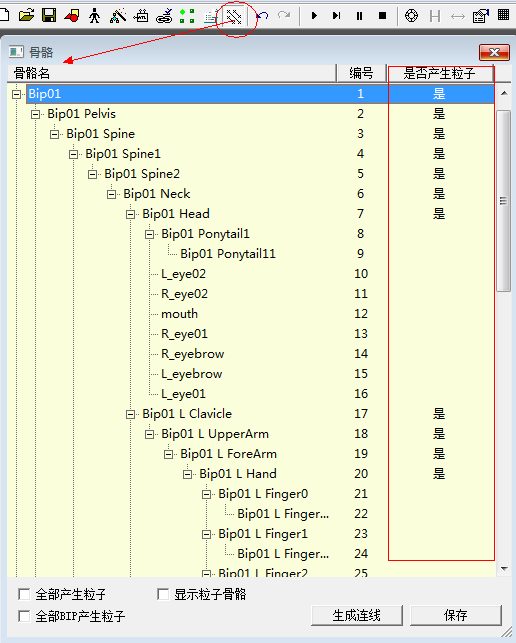 骨骼
骨骼名 编号 是否产生粒子
Bip01 1 是
Bip01 Pelvis 2 是
Bip01 Spine 3 是
Bip01 Spine1 4 是
Bip01 Spine2 5 是
Bip01 Neck 6 是
Bip01 Head 7 是
Bip01 Ponytail1 8
Bip01 Ponytail11 9
L_eye02 10
R_eye02 11
mouth 12
R_eye01 13
R_eyebrow 14
L_eyebrow 15
L_eye01 16
Bip01 L Clavicle 17 是
Bip01 L UpperArm 18 是
Bip01 L ForeArm 19 是
Bip01 L Hand 20 是
Bip01 L Finger0 21
Bip01 L Finger... 22
Bip01 L Finger1 23
Bip01 L Finger... 24
Bip01 L Finger2 25
全部产生粒子 显示粒子骨骼
全部BIP产生粒子
生成连线 保存